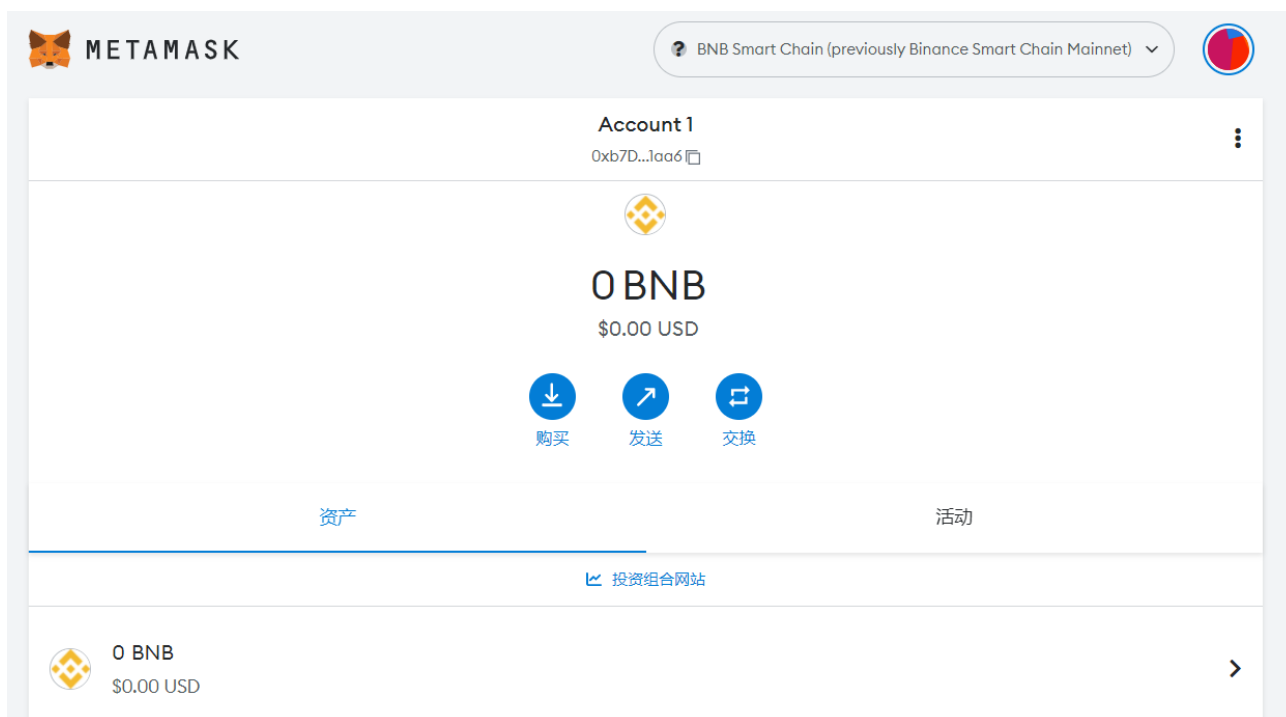 METAMASK
BNB Smart Chain (previously Binance Smart Chain Mainnet)
Account 1
0xb7D...1aa6
0 BNB
$0.00 USD
购买 发送 交换
资产 活动
投资组合网站
0 BNB
$0.00 USD